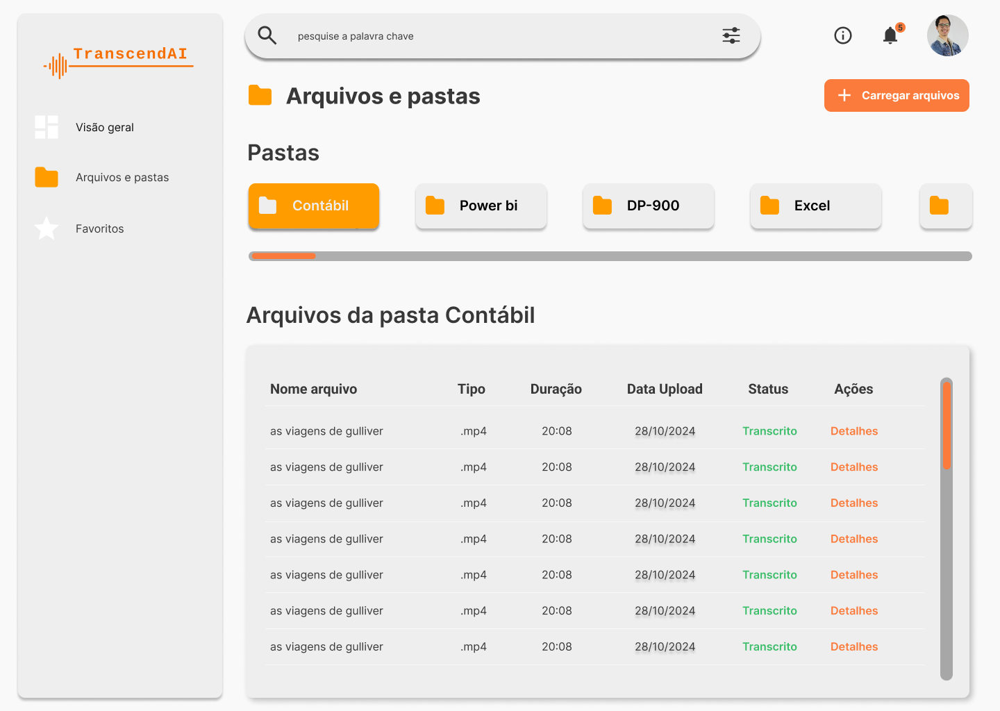 TranscendAI
Visão geral
Arquivos e pastas
Favoritos
pesquise a palavra chave
5
Arquivos e pastas
Carregar arquivos
Pastas
Contábil
Power bi
DP-900
Excel
Arquivos da pasta Contábil
Nome arquivo Tipo Duração Data Upload Status Ações
as viagens de gulliver .mp4 20:08 28/10/2024 Transcrito Detalhes
as viagens de gulliver .mp4 20:08 28/10/2024 Transcrito Detalhes
as viagens de gulliver .mp4 20:08 28/10/2024 Transcrito Detalhes
as viagens de gulliver .mp4 20:08 28/10/2024 Transcrito Detalhes
as viagens de gulliver .mp4 20:08 28/10/2024 Transcrito Detalhes
as viagens de gulliver .mp4 20:08 28/10/2024 Transcrito Detalhes
as viagens de gulliver .mp4 20:08 28/10/2024 Transcrito Detalhes